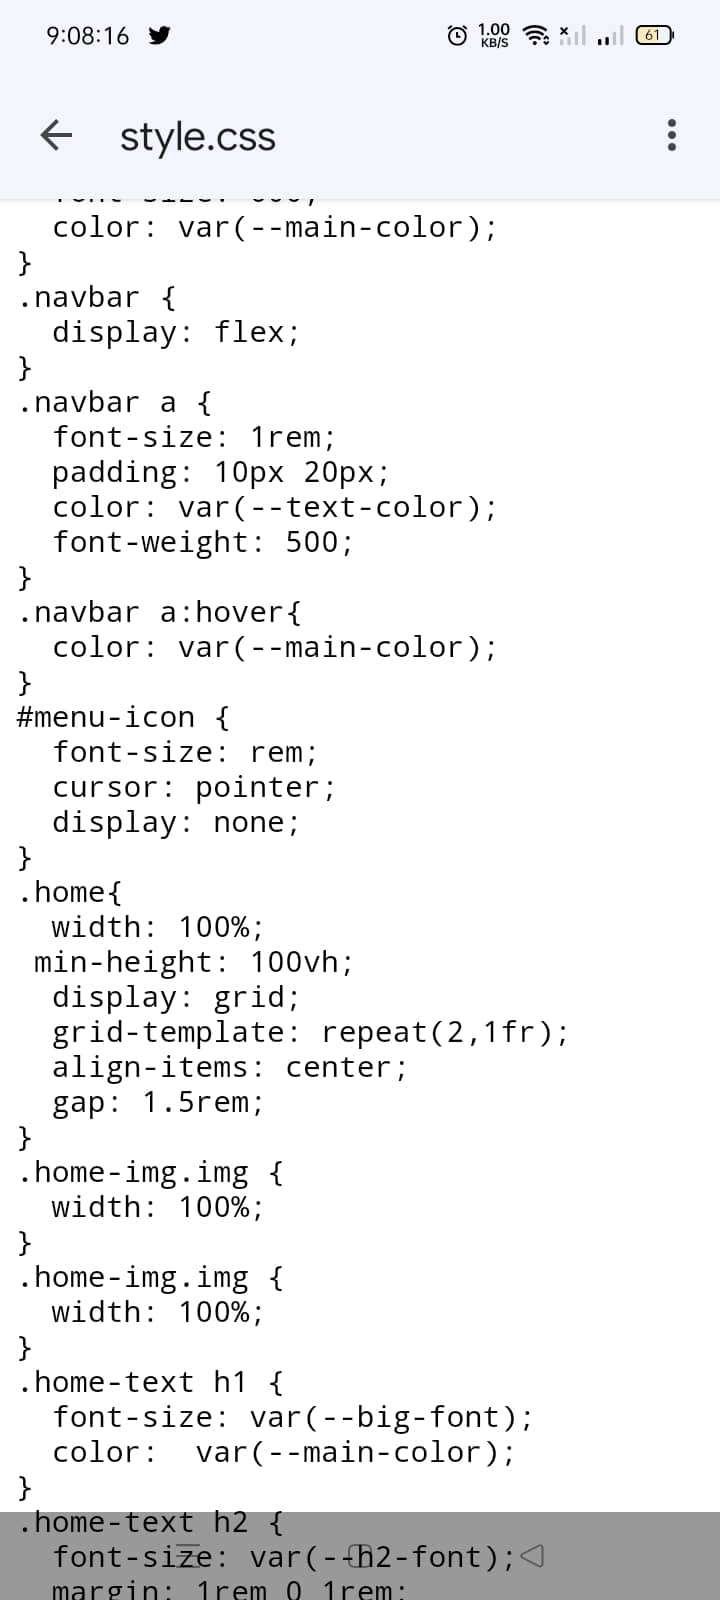 9:08:16
1.00
KB/S
61
style.css
color: var(--main-color);
}
.navbar {
display: flex;
}
.navbar a {
font-size: 1rem;
padding: 10px 20px;
color: var(--text-color);
font-weight: 500;
}
.navbar a:hover{
color: var(--main-color);
}
#menu-icon {
font-size: rem;
cursor: pointer;
display: none;
}
.home{
width: 100%;
min-height: 100vh;
display: grid;
grid-template: repeat(2,1fr);
align-items: center;
gap: 1.5rem;
}
.home-img.img {
width: 100%;
}
.home-img.img {
width: 100%;
}
.home-text h1 {
font-size: var(--big-font);
color:  var(--main-color);
}
.home-text h2 {
font-size: var(--h2-font);
margin: 1rem 0 1rem;